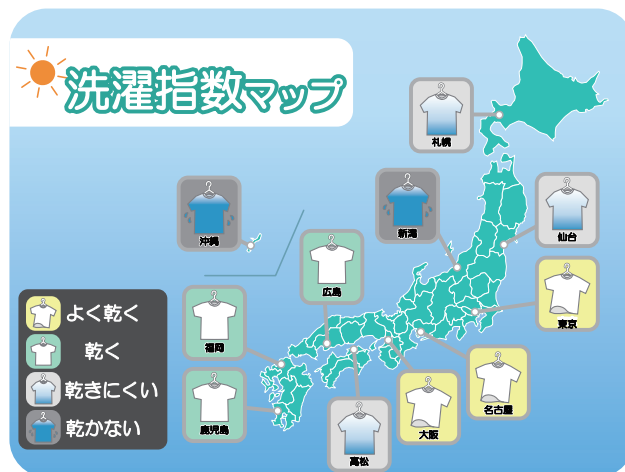 洗濯指数マップ
札幌
沖縄
新潟
仙台
広島
東京
福岡
名古屋
鹿児島
大阪
高松
よく乾く
乾く
乾きにくい
乾かない